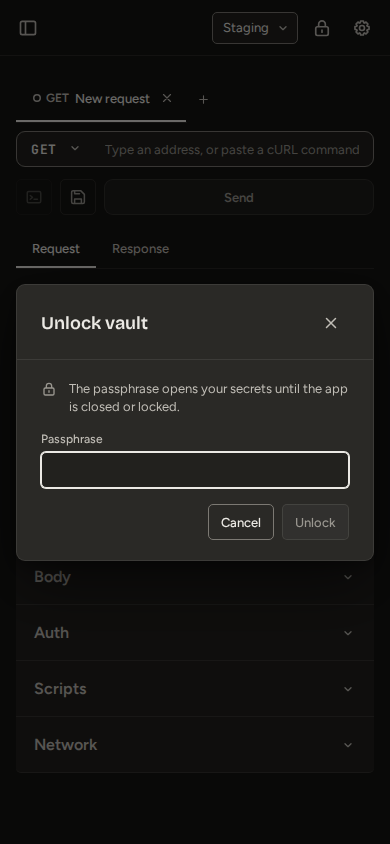 Staging
GET New request
GET Type an address, or paste a cURL command
Send
Request Response
Unlock vault
The passphrase opens your secrets until the app
is closed or locked.
Passphrase
Cancel Unlock
Body
Auth
Scripts
Network